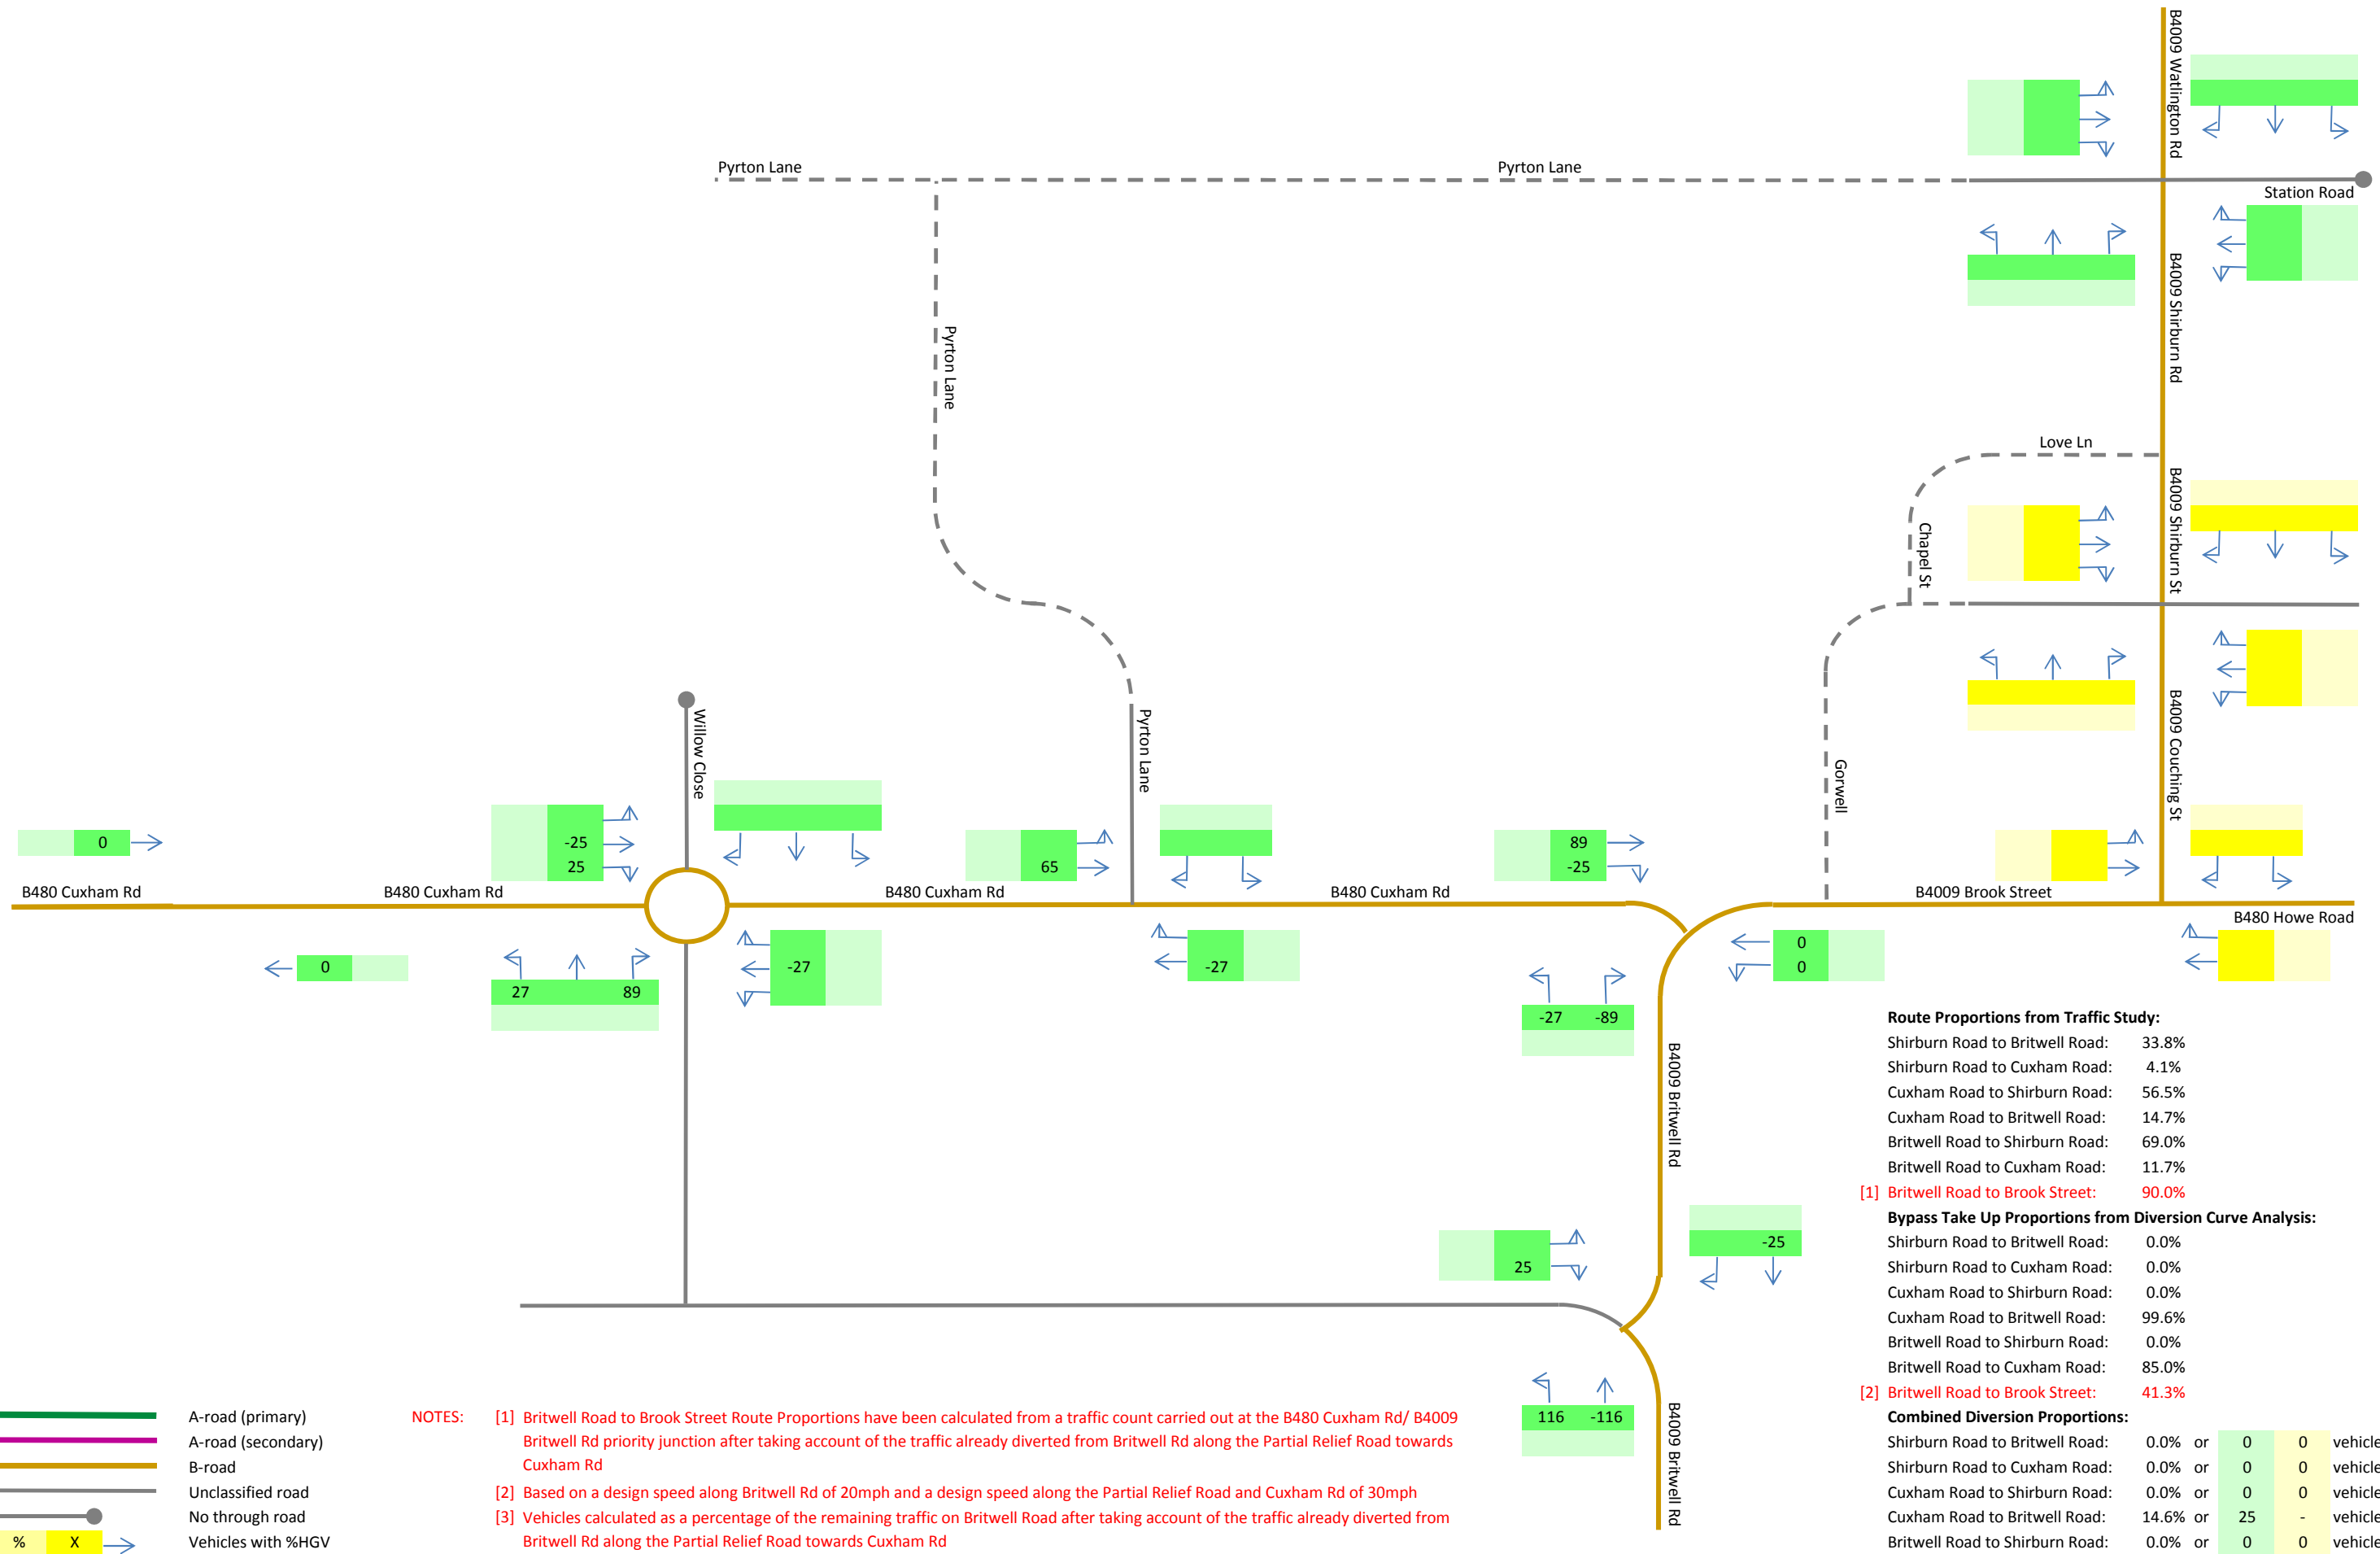 B4009 Watlington Rd
Pyrton Lane
Pyrton Lane
Station Road
B4009 Shirburn Rd
Pyrton Lane
Love Ln
B4009 Shirburn St
Chapel St
Willow Close
Pyrton Lane
B4009 Couching St
Gorwell
0
-25
25
65
89
-25
B480 Cuxham Rd
B480 Cuxham Rd
B480 Cuxham Rd
B480 Cuxham Rd
B4009 Brook Street
B480 Howe Road
0
27 89
-27
-27
-27 -89
0
0
B4009 Britwell Rd
25
-25
116 -116
B4009 Britwell Rd
Route Proportions from Traffic Study:
Shirburn Road to Britwell Road: 33.8%
Shirburn Road to Cuxham Road: 4.1%
Cuxham Road to Shirburn Road: 56.5%
Cuxham Road to Britwell Road: 14.7%
Britwell Road to Shirburn Road: 69.0%
Britwell Road to Cuxham Road: 11.7%
[1] Britwell Road to Brook Street: 90.0%
Bypass Take Up Proportions from Diversion Curve Analysis:
Shirburn Road to Britwell Road: 0.0%
Shirburn Road to Cuxham Road: 0.0%
Cuxham Road to Shirburn Road: 0.0%
Cuxham Road to Britwell Road: 99.6%
Britwell Road to Shirburn Road: 0.0%
Britwell Road to Cuxham Road: 85.0%
[2] Britwell Road to Brook Street: 41.3%
Combined Diversion Proportions:
Shirburn Road to Britwell Road: 0.0% or 0 0 vehicle
Shirburn Road to Cuxham Road: 0.0% or 0 0 vehicle
Cuxham Road to Shirburn Road: 0.0% or 0 0 vehicle
Cuxham Road to Britwell Road: 14.6% or 25 - vehicle
Britwell Road to Shirburn Road: 0.0% or 0 0 vehicle
A-road (primary)
A-road (secondary)
B-road
Unclassified road
No through road
% X Vehicles with %HGV
NOTES: [1] Britwell Road to Brook Street Route Proportions have been calculated from a traffic count carried out at the B480 Cuxham Rd/ B4009
Britwell Rd priority junction after taking account of the traffic already diverted from Britwell Rd along the Partial Relief Road towards
Cuxham Rd
[2] Based on a design speed along Britwell Rd of 20mph and a design speed along the Partial Relief Road and Cuxham Rd of 30mph
[3] Vehicles calculated as a percentage of the remaining traffic on Britwell Road after taking account of the traffic already diverted from
Britwell Rd along the Partial Relief Road towards Cuxham Rd